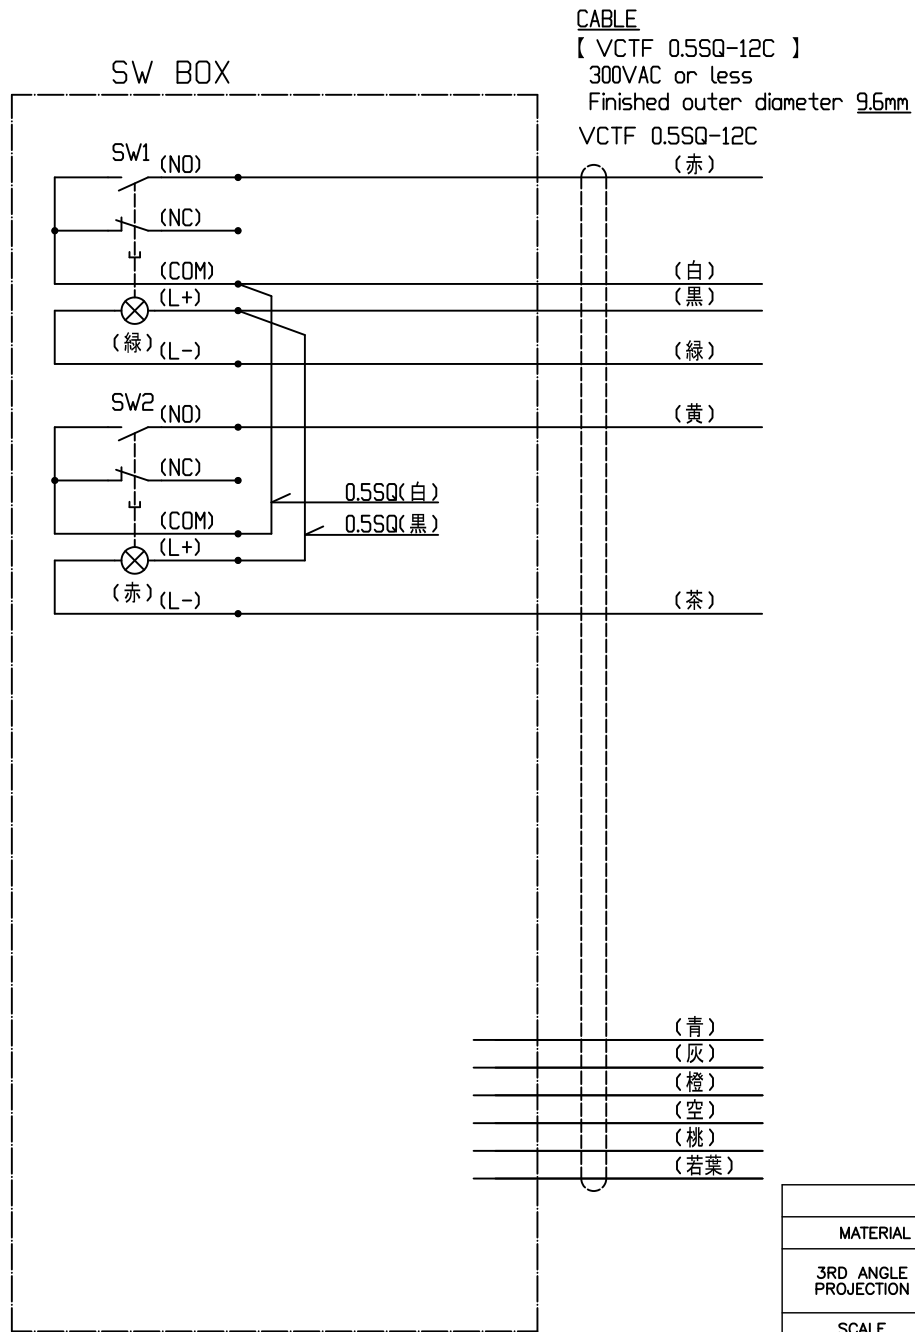 CABLE
【 VCTF 0.5SQ-12C 】
300VAC or less
Finished outer diameter 9.6mm
SW BOX
VCTF 0.5SQ-12C
SW1
(NO)
(赤)
(NC)
(COM)
(白)
(L+)
(黒)
(緑)
(L-)
(緑)
SW2
(NO)
(黄)
(NC)
0.5SQ(白)
(COM)
0.5SQ(黒)
(L+)
(赤)
(L-)
(茶)
(青)
(灰)
(橙)
(空)
(桃)
(若葉)
MATERIAL
3RD ANGLE
PROJECTION
SCALE